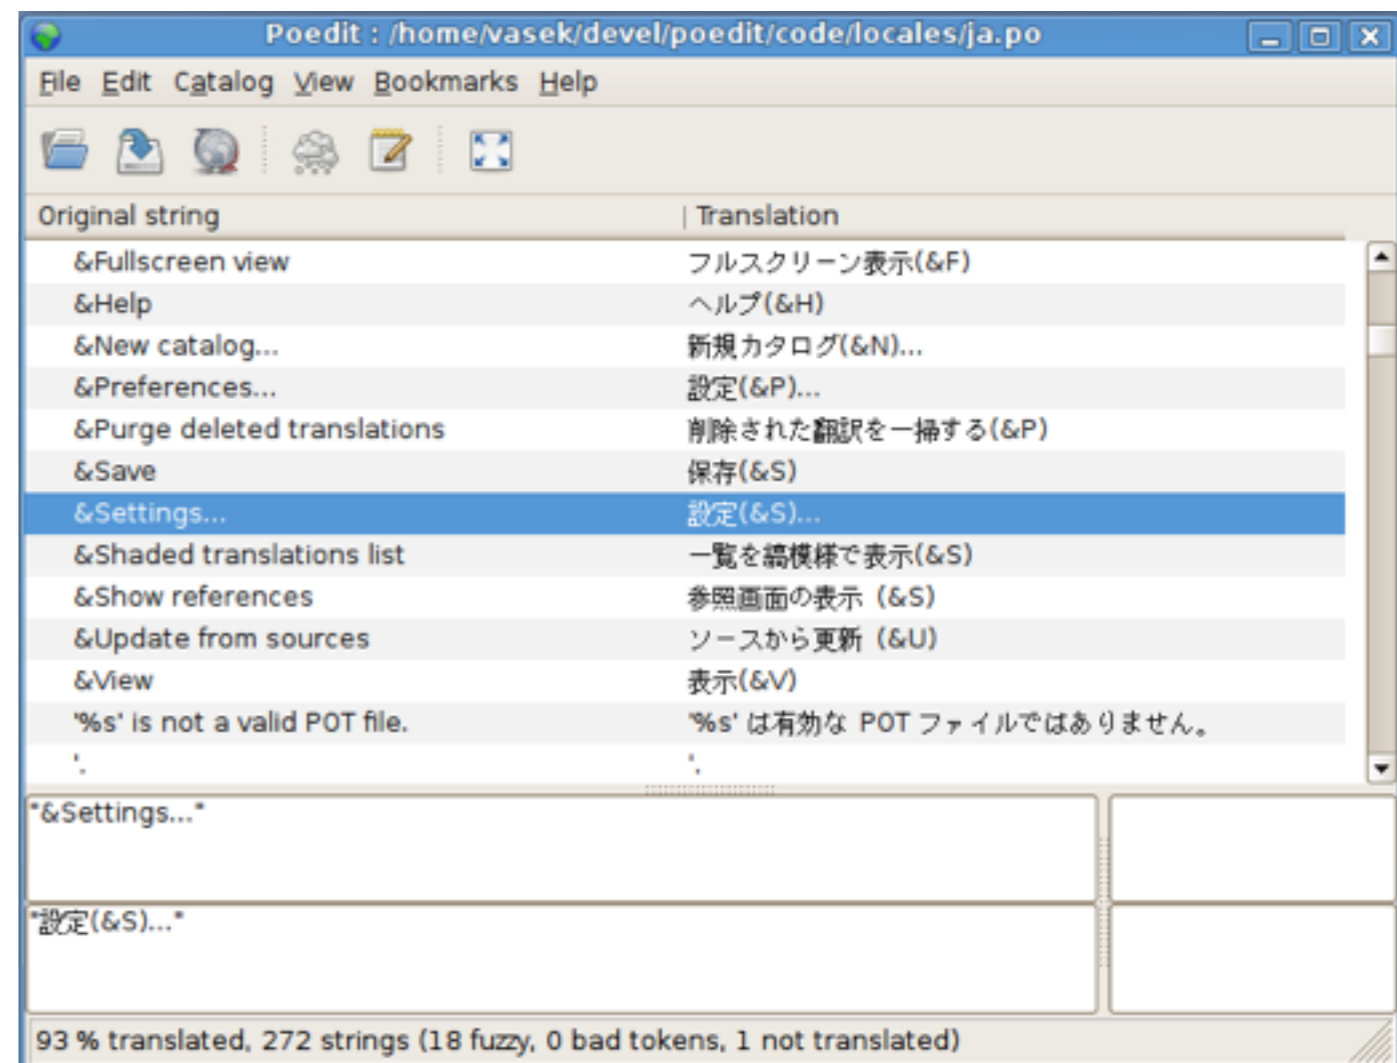 Poedit : /home/vasek/devel/poedit/code/locales/ja.po
File Edit Catalog View Bookmarks Help
Original string Translation
&Fullscreen view フルスクリーン表示(&F)
&Help ヘルプ(&H)
&New catalog... 新規カタログ(&N)...
&Preferences... 設定(&P)...
&Purge deleted translations 削除された翻訳を一掃する(&P)
&Save 保存(&S)
&Settings... 設定(&S)...
&Shaded translations list 一覧を縞模様で表示(&S)
&Show references 参照画面の表示 (&S)
&Update from sources ソースから更新 (&U)
&View 表示(&V)
'%s' is not a valid POT file. '%s' は有効な POT ファイルではありません。
'. '.
"&Settings..."
"設定(&S)..."
93 % translated, 272 strings (18 fuzzy, 0 bad tokens, 1 not translated)